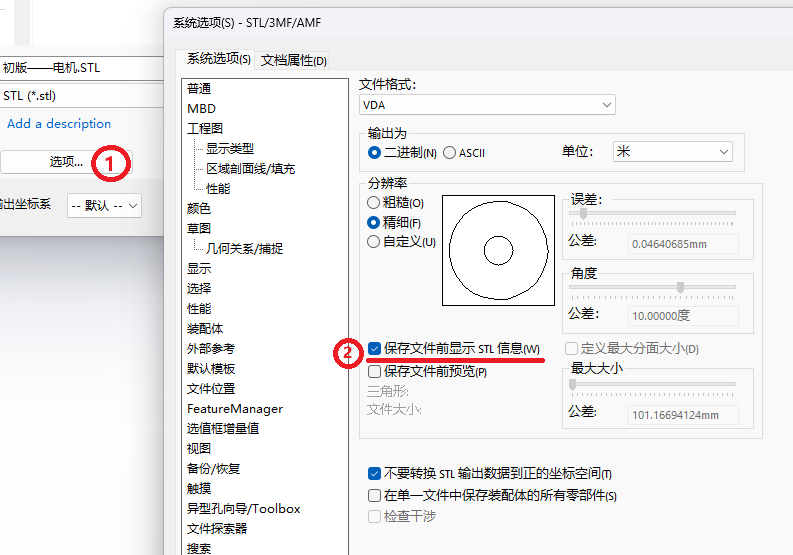 初版——电机.STL
STL (*.stl)
Add a description
选项...
1
输出坐标系
-- 默认 --
系统选项(S) - STL/3MF/AMF
系统选项(S)
文档属性(D)
普通
MBD
工程图
显示类型
区域剖面线/填充
性能
颜色
草图
几何关系/捕捉
显示
选择
性能
装配体
外部参考
默认模板
文件位置
FeatureManager
选值框增量值
视图
备份/恢复
触摸
异型孔向导/Toolbox
文件探索器
搜索
文件格式:
VDA
输出为
二进制(N)
ASCII
单位:
米
分辨率
粗糙(O)
精细(F)
自定义(U)
误差:
公差:
0.04640685mm
角度
公差:
10.00000度
2
保存文件前显示 STL 信息(W)
保存文件前预览(P)
三角形:
文件大小:
定义最大分面大小(D)
最大大小
公差:
101.16694124mm
不要转换 STL 输出数据到正的坐标空间(T)
在单一文件中保存装配体的所有零部件(S)
检查干涉